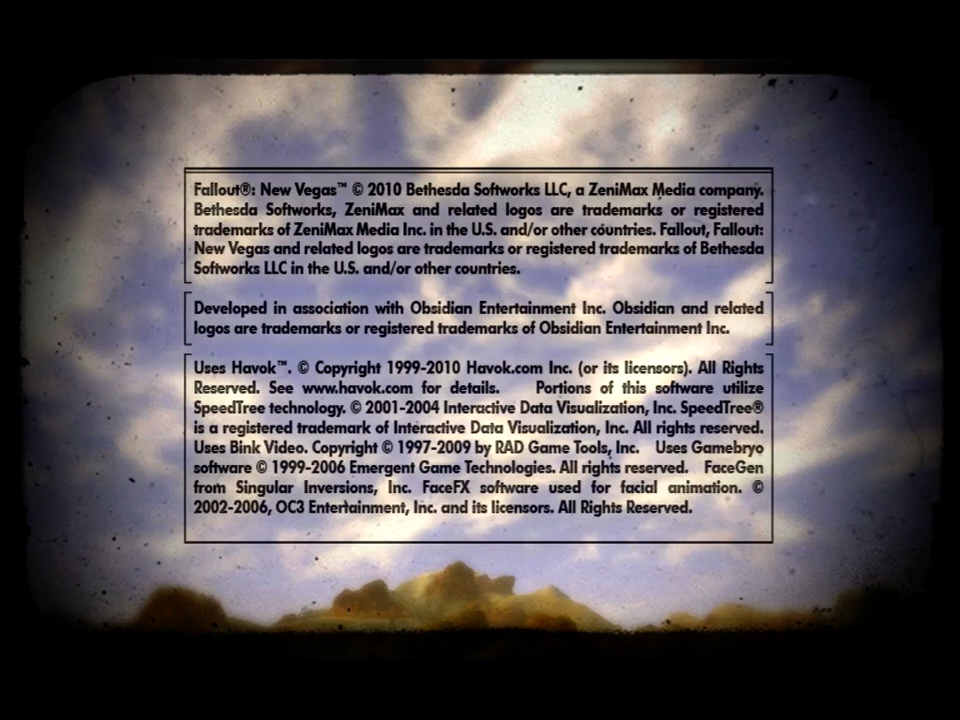 Fallout®: New Vegas™ © 2010 Bethesda Softworks LLC, a ZeniMax Media company.
Bethesda Softworks, ZeniMax and related logos are trademarks or registered
trademarks of ZeniMax Media Inc. in the U.S. and/or other countries. Fallout, Fallout:
New Vegas and related logos are trademarks or registered trademarks of Bethesda
Softworks LLC in the U.S. and/or other countries.
Developed in association with Obsidian Entertainment Inc. Obsidian and related
logos are trademarks or registered trademarks of Obsidian Entertainment Inc.
Uses Havok™. © Copyright 1999-2010 Havok.com Inc. (or its licensors). All Rights
Reserved. See www.havok.com for details. Portions of this software utilize
SpeedTree technology. © 2001-2004 Interactive Data Visualization, Inc. SpeedTree®
is a registered trademark of Interactive Data Visualization, Inc. All rights reserved.
Uses Bink Video. Copyright © 1997-2009 by RAD Game Tools, Inc. Uses Gamebryo
software © 1999-2006 Emergent Game Technologies. All rights reserved. FaceGen
from Singular Inversions, Inc. FaceFX software used for facial animation. ©
2002-2006, OC3 Entertainment, Inc. and its licensors. All Rights Reserved.